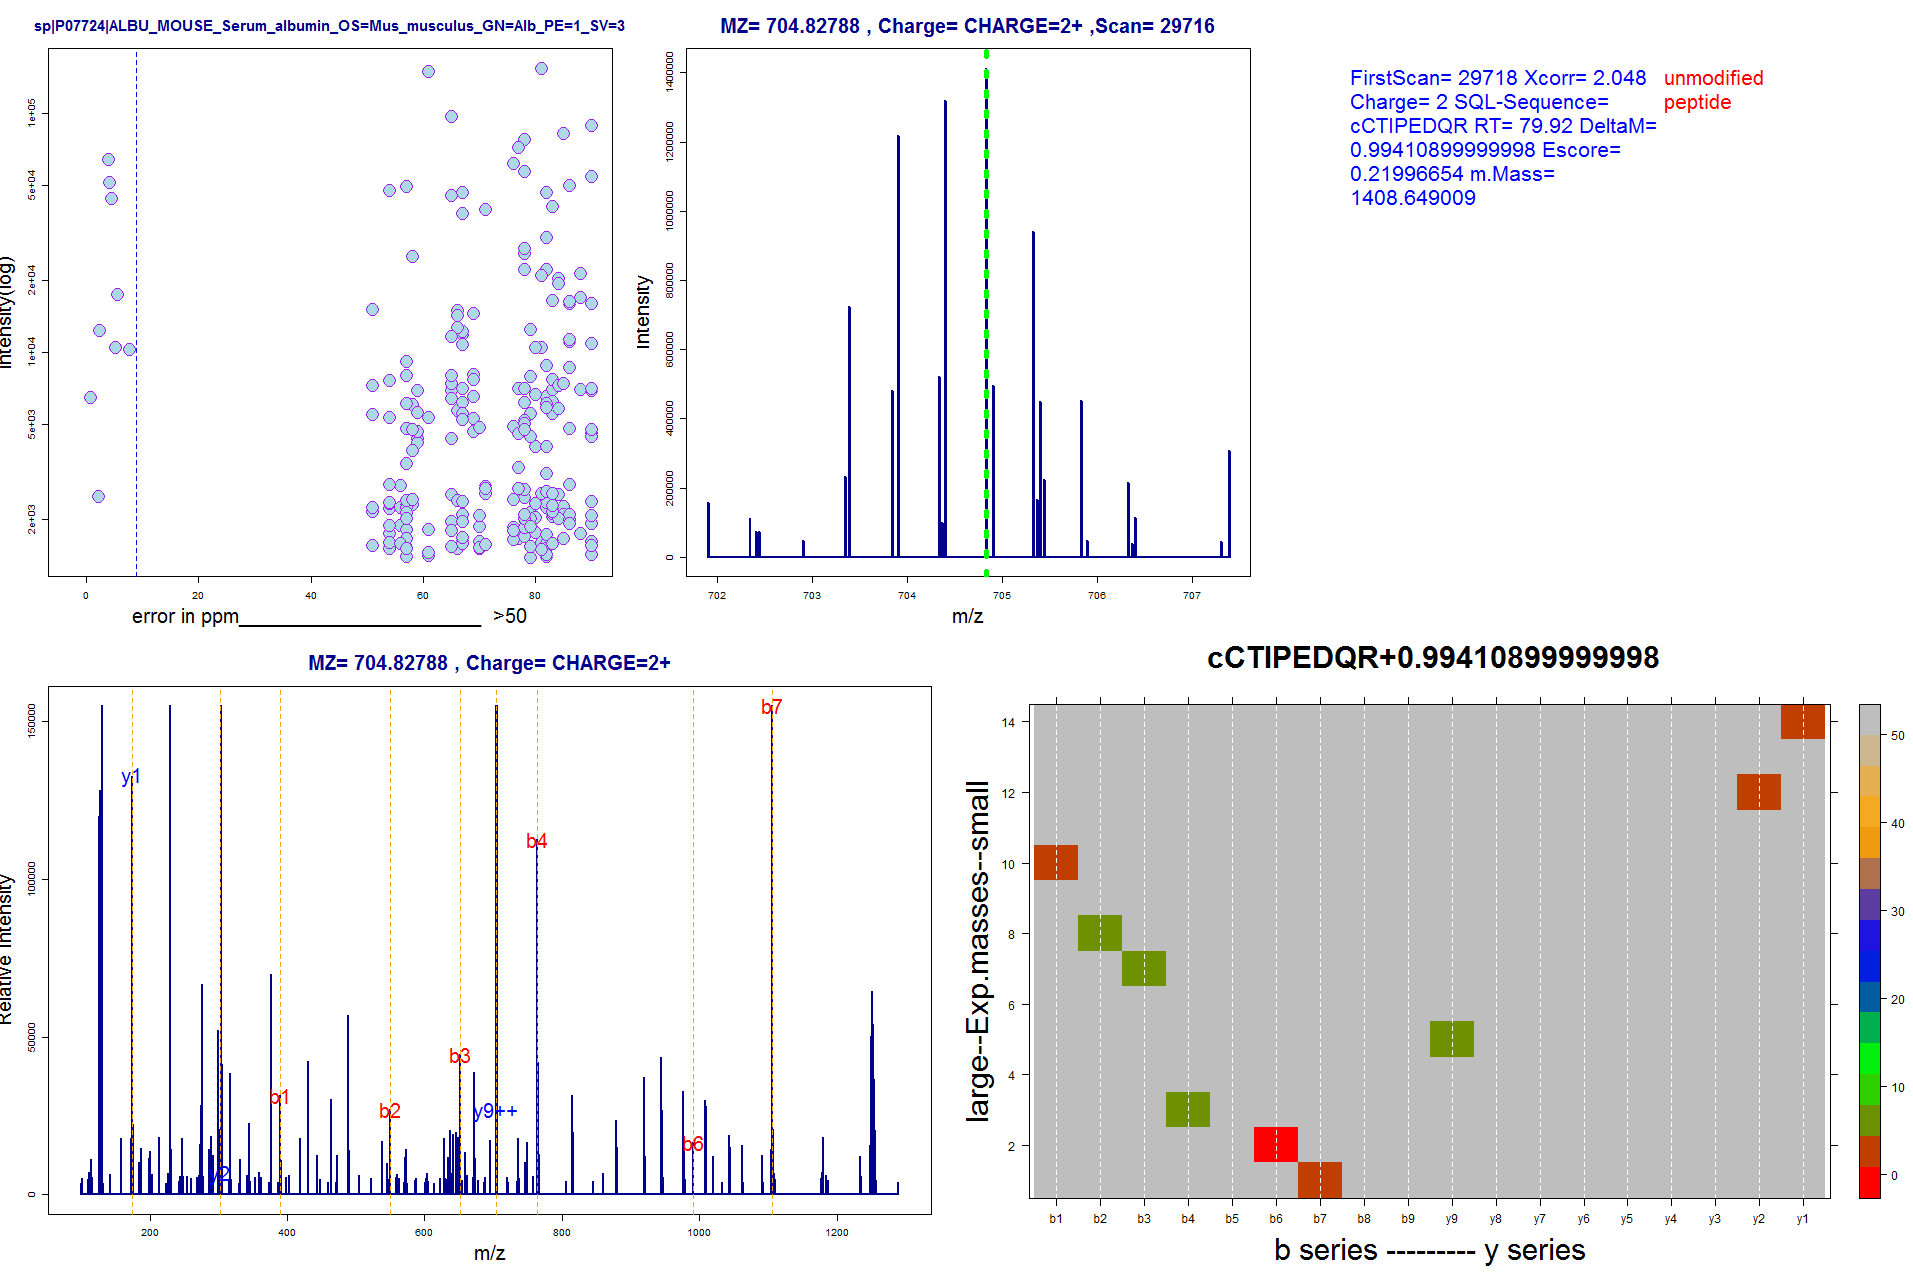 sp|P07724|ALBU_MOUSE_Serum_albumin_OS=Mus_musculus_GN=Alb_PE=1_SV=3
Intensity(log)
1e+05
5e+04
2e+04
1e+04
5e+03
2e+03
0 20 40 60 80
error in ppm______________________ >50
MZ= 704.82788 , Charge= CHARGE=2+ ,Scan= 29716
Intensity
1400000
1200000
1000000
800000
600000
400000
200000
0
702 703 704 705 706 707
m/z
FirstScan= 29718 Xcorr= 2.048
Charge= 2 SQL-Sequence=
cCTIPEDQR RT= 79.92 DeltaM=
0.99410899999998 Escore=
0.21996654 m.Mass=
1408.649009
unmodified
peptide
MZ= 704.82788 , Charge= CHARGE=2+
Relative Intensity
150000
100000
50000
0
b7
y1
b4
b3
b1
b2
y9++
b6
y2
200 400 600 800 1000 1200
m/z
cCTIPEDQR+0.99410899999998
large--Exp.masses--small
14
12
10
8
6
4
2
b1 b2 b3 b4 b5 b6 b7 b8 b9 y9 y8 y7 y6 y5 y4 y3 y2 y1
b series --------- y series
50
40
30
20
10
0